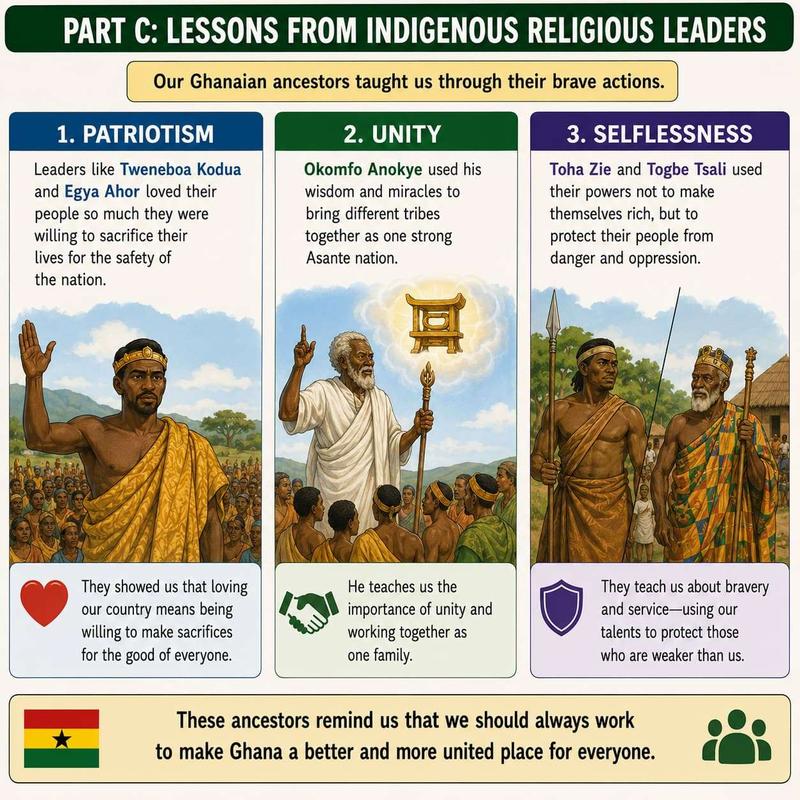 PART C: LESSONS FROM INDIGENOUS RELIGIOUS LEADERS
Our Ghanaian ancestors taught us through their brave actions.
1. PATRIOTISM
Leaders like Tweneboa Kodua
and Egya Ahor loved their
people so much they were
willing to sacrifice their
lives for the safety of
the nation.
They showed us that loving
our country means being
willing to make sacrifices
for the good of everyone.
2. UNITY
Okomfo Anokye used his
wisdom and miracles to
bring different tribes
together as one strong
Asante nation.
He teaches us the
importance of unity and
working together as
one family.
3. SELFLESSNESS
Toha Zie and Togbe Tsali used
their powers not to make
themselves rich, but to
protect their people from
danger and oppression.
They teach us about bravery
and service—using our
talents to protect those
who are weaker than us.
These ancestors remind us that we should always work
to make Ghana a better and more united place for everyone.